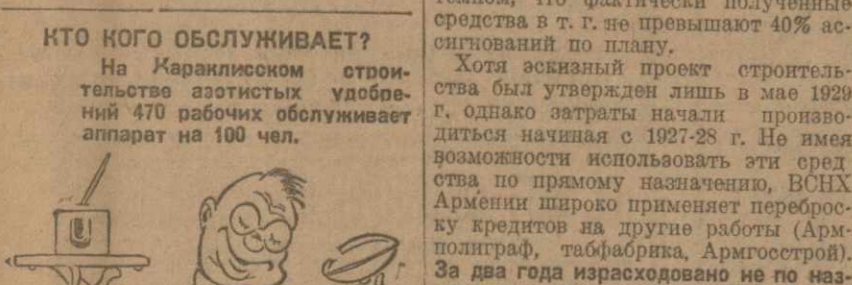 КТО КОГО ОБСЛУЖИВАЕТ?
На Караклисском строи-
тельстве азотистых удобре-
ний 470 рабочих обслуживает
аппарат на 100 чел.
фактически полученные
средства в т. г. не превышают 40% ас-
сигнований по плану.
Хотя эскизный проект строитель-
ства был утвержден лишь в мае 1929
г. однако затраты начали произво-
диться начиная с 1927-28 г. Не имея
возможности использовать эти сред
ства по прямому назначению, ВСНХ
Армении широко применяет переброс-
ку кредитов на другие работы (Арм-
полиграф, табфабрика, Армгосстрой).
За два года израсходовано не по наз-